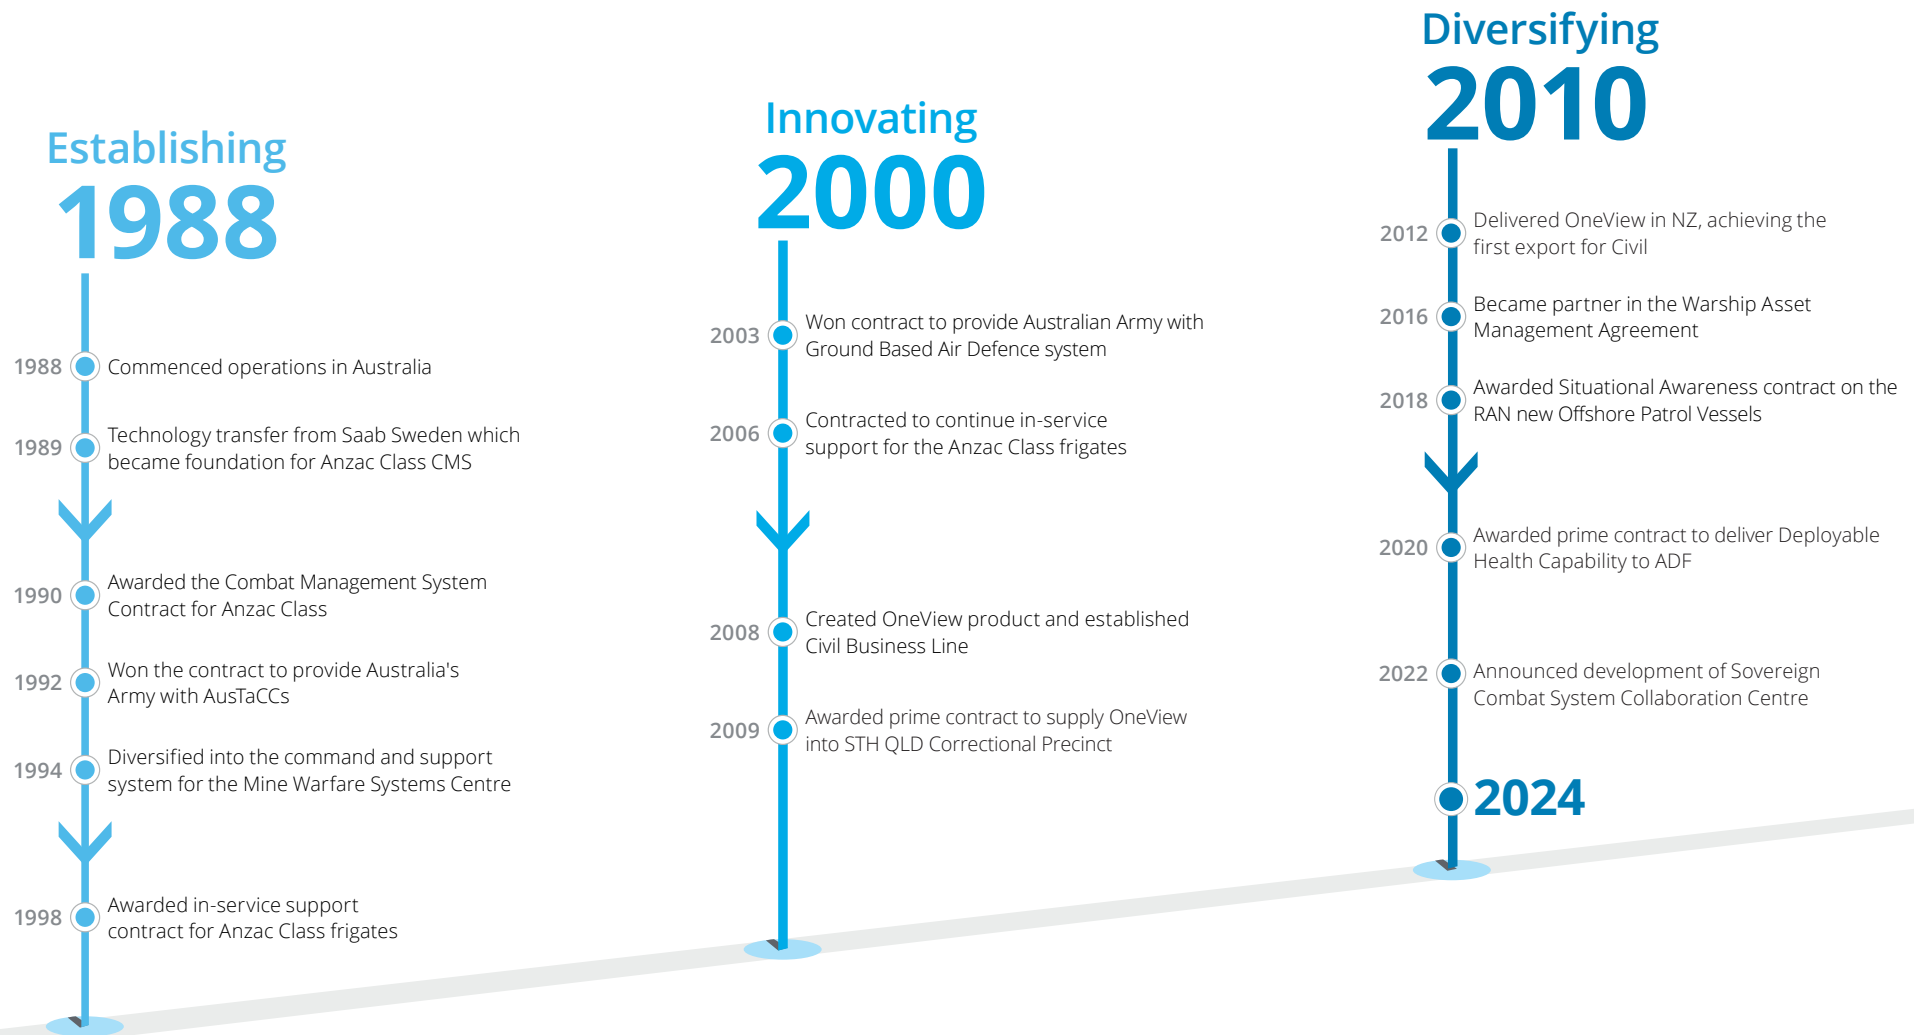 Establishing
1988
1988
Commenced operations in Australia
1989
Technology transfer from Saab Sweden which
became foundation for Anzac Class CMS
1990
Awarded the Combat Management System
Contract for Anzac Class
1992
Won the contract to provide Australia's
Army with AusTaCCs
1994
Diversified into the command and support
system for the Mine Warfare Systems Centre
1998
Awarded in-service support
contract for Anzac Class frigates
Innovating
2000
2003
Won contract to provide Australian Army with
Ground Based Air Defence system
2006
Contracted to continue in-service
support for the Anzac Class frigates
2008
Created OneView product and established
Civil Business Line
2009
Awarded prime contract to supply OneView
into STH QLD Correctional Precinct
Diversifying
2010
2012
Delivered OneView in NZ, achieving the
first export for Civil
2016
Became partner in the Warship Asset
Management Agreement
2018
Awarded Situational Awareness contract on the
RAN new Offshore Patrol Vessels
2020
Awarded prime contract to deliver Deployable
Health Capability to ADF
2022
Announced development of Sovereign
Combat System Collaboration Centre
2024